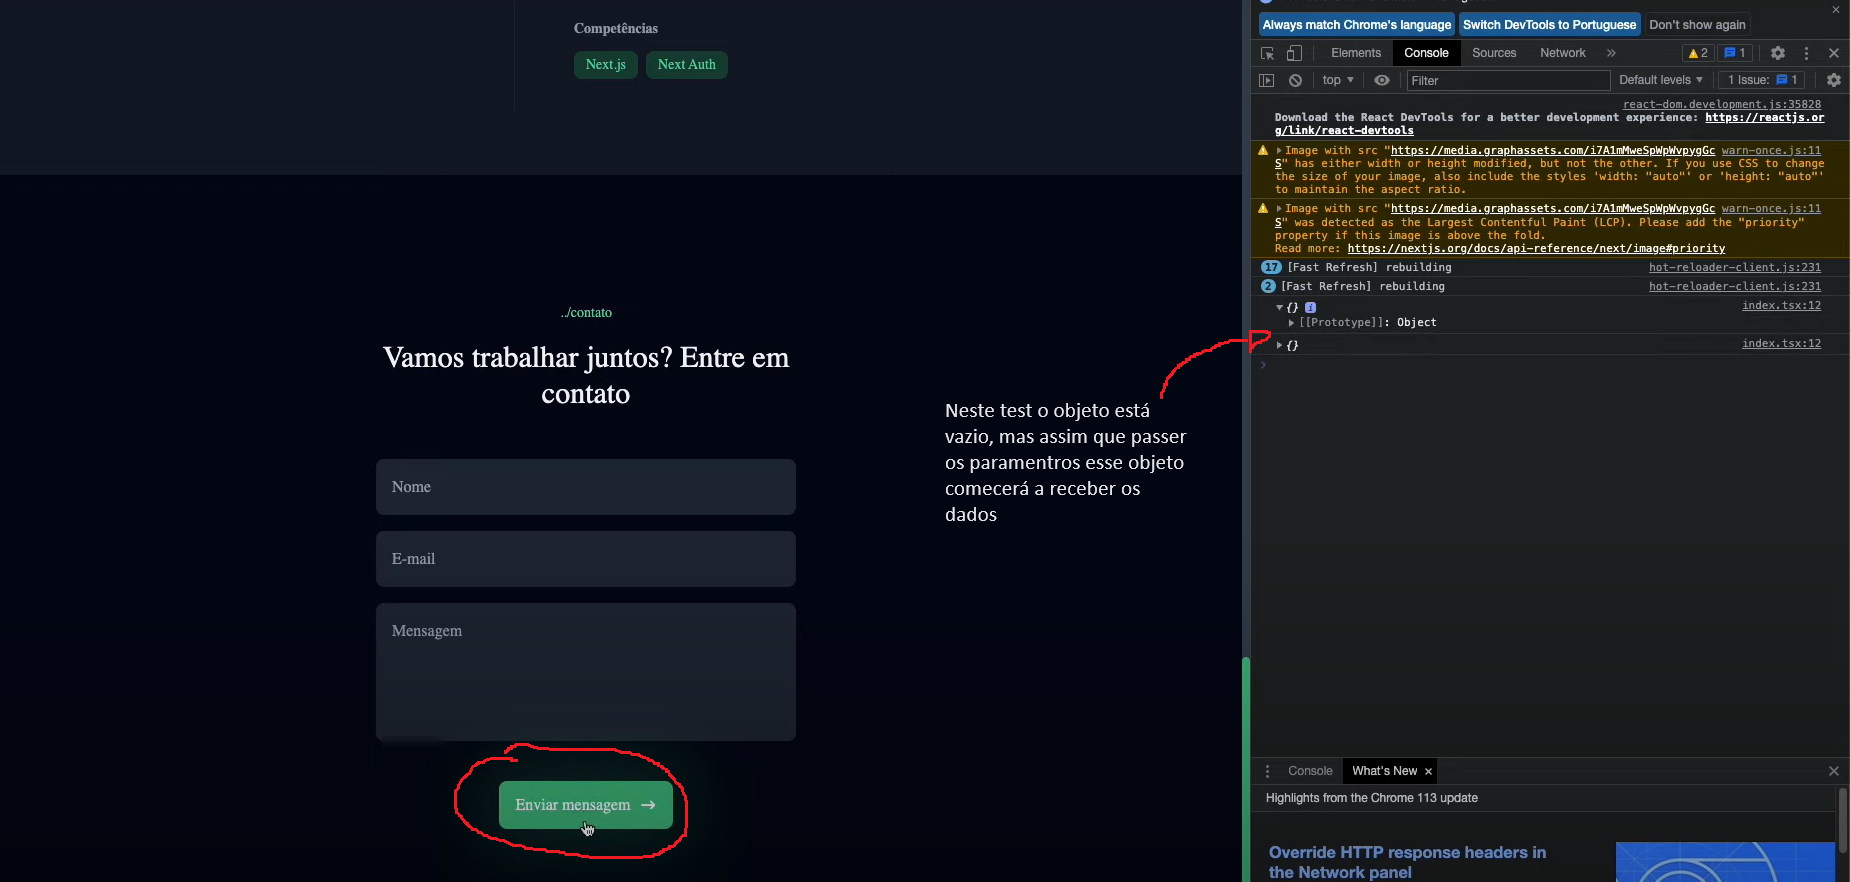 Competências
Next.js
Next Auth
../contato
Vamos trabalhar juntos? Entre em
contato
Nome
E-mail
Mensagem
Enviar mensagem →
Neste test o objeto está
vazio, mas assim que passer
os paramentros esse objeto
comecerá a receber os
dados
Always match Chrome's language
Switch DevTools to Portuguese
Don't show again
Elements
Console
Sources
Network
»
2
1
top
Filter
Default levels
1 Issue: 1
react-dom.development.js:35828
Download the React DevTools for a better development experience: https://reactjs.or
g/link/react-devtools
Image with src "https://media.graphassets.com/i7A1mMweSpWpWvpygGc warn-once.js:11
S" has either width or height modified, but not the other. If you use CSS to change
the size of your image, also include the styles 'width: "auto"' or 'height: "auto"'
to maintain the aspect ratio.
Image with src "https://media.graphassets.com/i7A1mMweSpWpWvpygGc warn-once.js:11
S" was detected as the Largest Contentful Paint (LCP). Please add the "priority"
property if this image is above the fold.
Read more: https://nextjs.org/docs/api-reference/next/image#priority
17 [Fast Refresh] rebuilding hot-reloader-client.js:231
2 [Fast Refresh] rebuilding hot-reloader-client.js:231
{} i index.tsx:12
[[Prototype]]: Object
{} index.tsx:12
Console
What's New ×
Highlights from the Chrome 113 update
Override HTTP response headers in
the Network panel